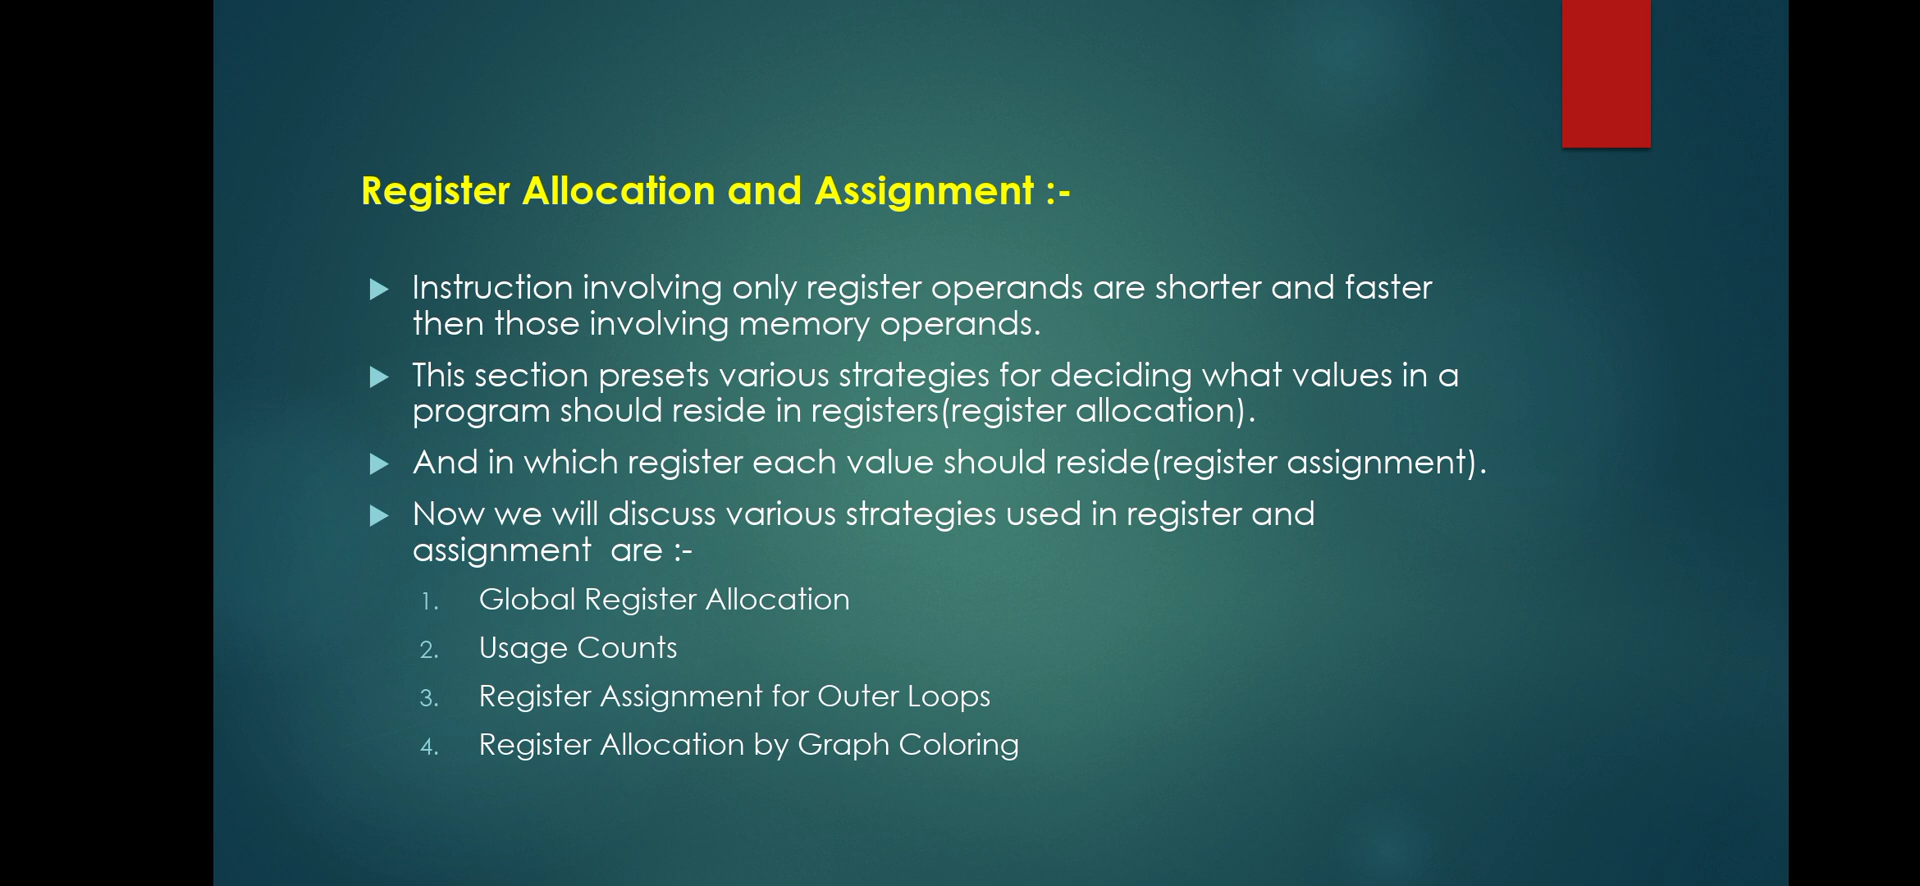 Register Allocation and Assignment :-
Instruction involving only register operands are shorter and faster
then those involving memory operands.
This section presets various strategies for deciding what values in a
program should reside in registers(register allocation).
And in which register each value should reside(register assignment).
Now we will discuss various strategies used in register and
assignment  are :-
1. Global Register Allocation
2. Usage Counts
3. Register Assignment for Outer Loops
4. Register Allocation by Graph Coloring